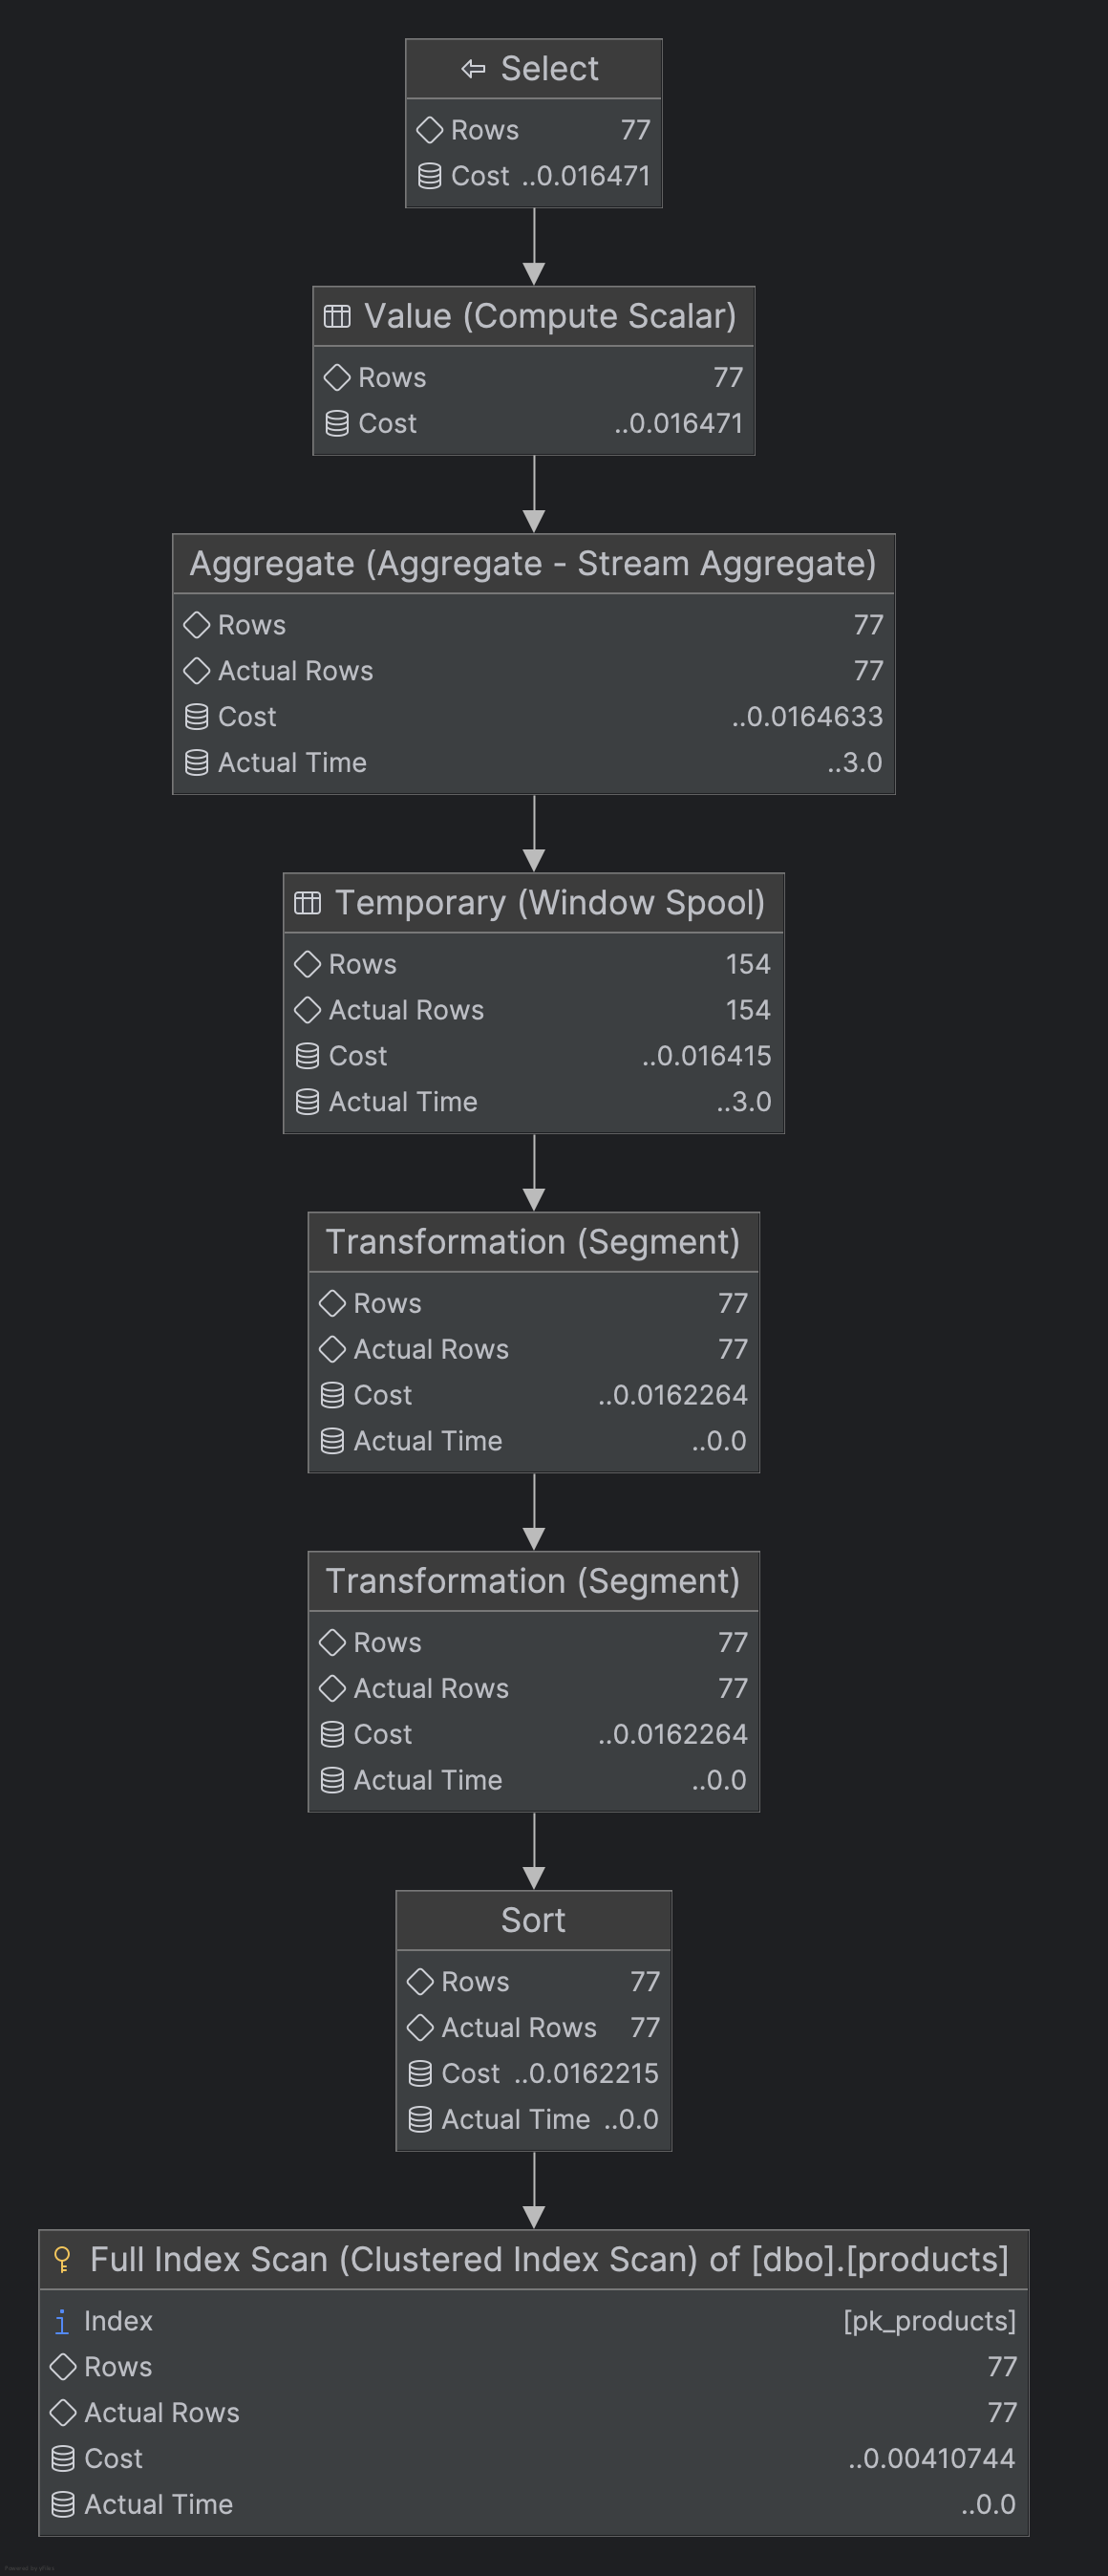 Select
Rows 77
Cost ..0.016471
Value (Compute Scalar)
Rows 77
Cost ..0.016471
Aggregate (Aggregate - Stream Aggregate)
Rows 77
Actual Rows 77
Cost ..0.0164633
Actual Time ..3.0
Temporary (Window Spool)
Rows 154
Actual Rows 154
Cost ..0.016415
Actual Time ..3.0
Transformation (Segment)
Rows 77
Actual Rows 77
Cost ..0.0162264
Actual Time ..0.0
Transformation (Segment)
Rows 77
Actual Rows 77
Cost ..0.0162264
Actual Time ..0.0
Sort
Rows 77
Actual Rows 77
Cost ..0.0162215
Actual Time ..0.0
Full Index Scan (Clustered Index Scan) of [dbo].[products]
Index [pk_products]
Rows 77
Actual Rows 77
Cost ..0.00410744
Actual Time ..0.0
Powered by yFiles